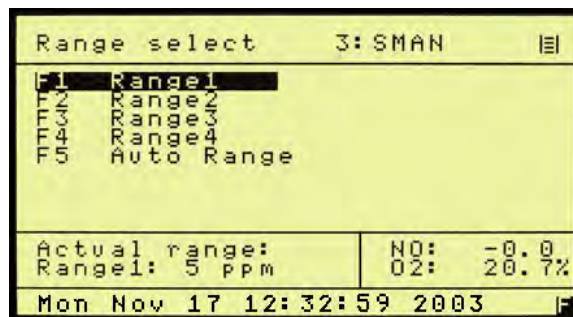 Range select 3:SMAN
F1 Range1
F2 Range2
F3 Range3
F4 Range4
F5 Auto Range
Actual range:
Range1: 5 ppm
NO: -0.0
O2: 20.7%
Mon Nov 17 12:32:59 2003 F